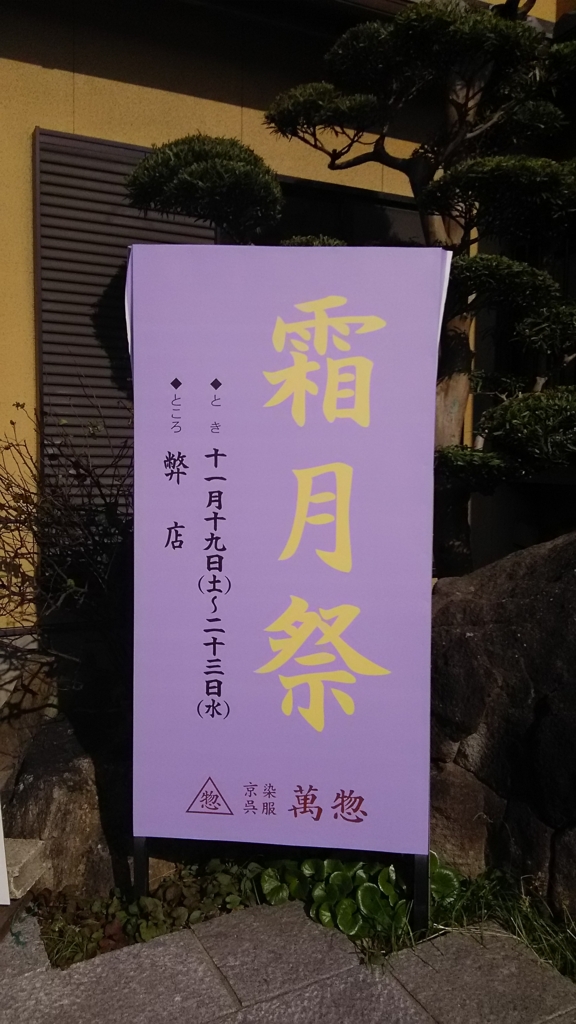 霜月祭
◆とき 十一月十九日(土)~二十三日(水)
◆ところ 弊店
惣 京染呉服 萬惣